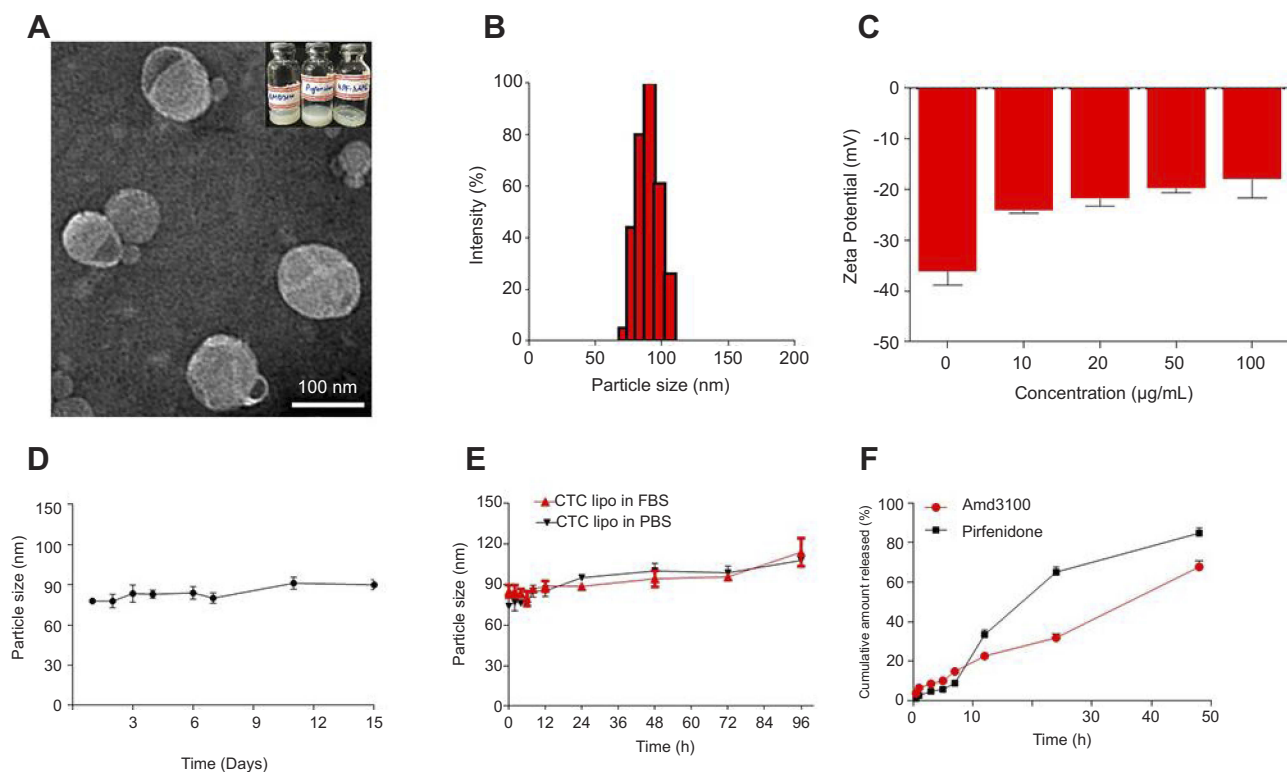 A
100 nm
B
100
80
60
40
20
0
Intensity (%)
0
50
100
150
200
Particle size (nm)
C
0
-10
-20
-30
-40
-50
Zeta Potential (mV)
0
10
20
50
100
Concentration (µg/mL)
D
150
100
90
60
30
0
Particle size (nm)
3
6
9
12
15
Time (Days)
E
150
120
90
60
30
0
Particle size (nm)
CTC lipo in FBS
CTC lipo in PBS
0
12
24
36
48
60
72
84
96
Time (h)
F
Amd3100
Pirfenidone
100
80
60
40
20
0
Cumulative amount released (%)
0
10
30
40
50
Time (h)